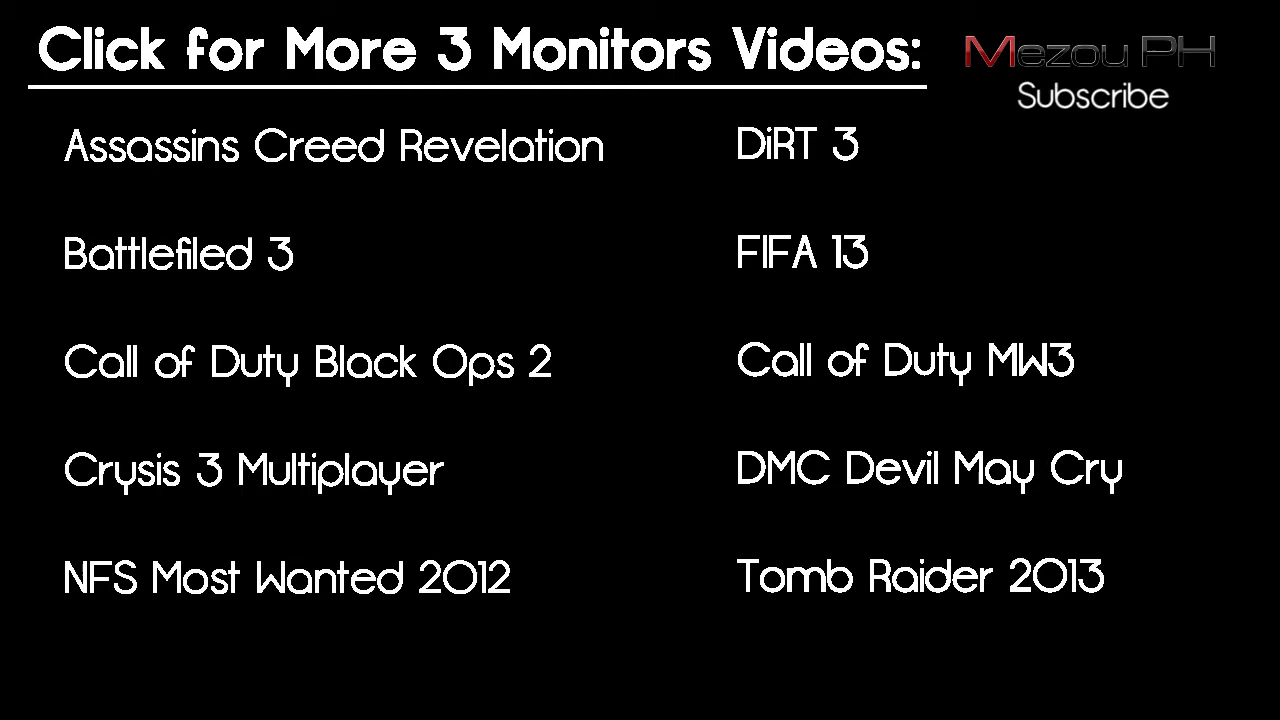 Click for More 3 Monitors Videos:
Mezou PH
Subscribe
Assassins Creed Revelation
DiRT 3
Battlefiled 3
FIFA 13
Call of Duty Black Ops 2
Call of Duty MW3
Crysis 3 Multiplayer
DMC Devil May Cry
NFS Most Wanted 2012
Tomb Raider 2013